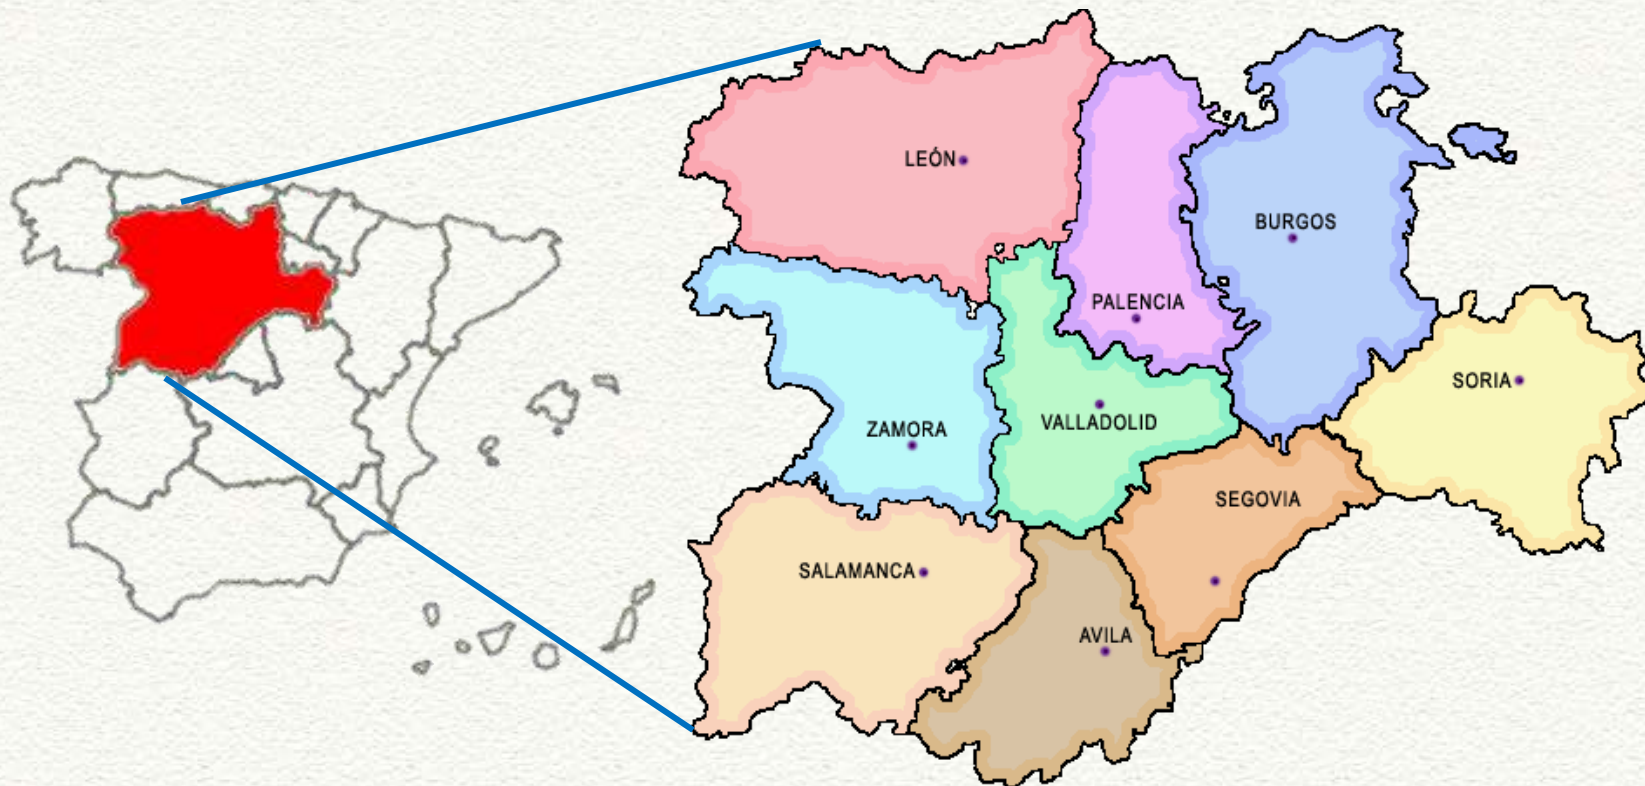 LEÓN
BURGOS
PALENCIA
SORIA
ZAMORA
VALLADOLID
SEGOVIA
SALAMANCA
AVILA